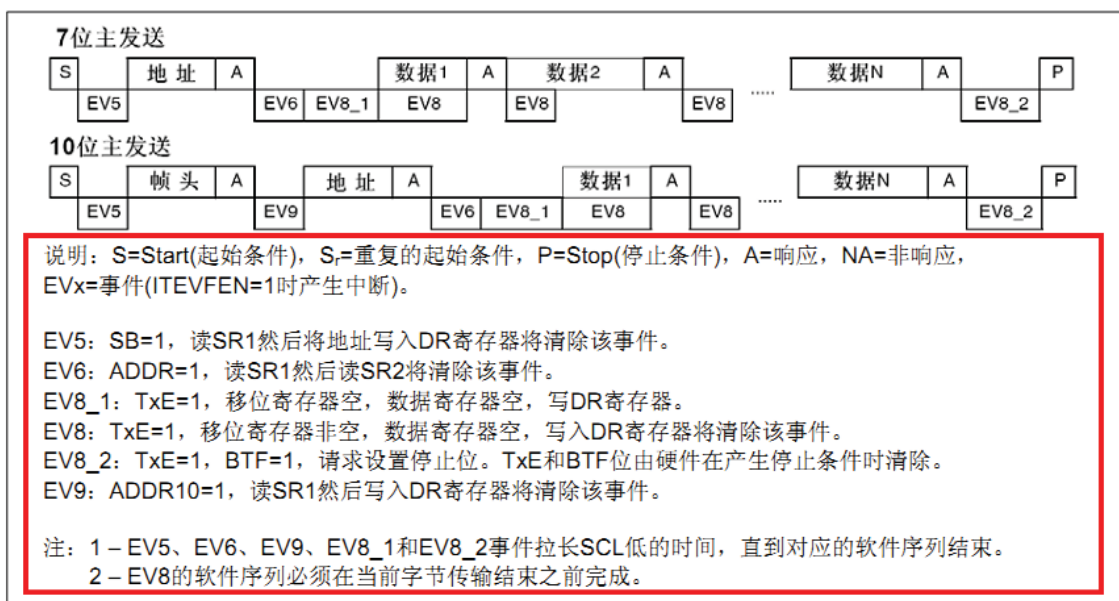 7位主发送
S 地 址 A 数据1 A 数据2 A 数据N A P
EV5 EV6 EV8_1 EV8 EV8 EV8 ..... EV8_2
10位主发送
S 帧 头 A 地 址 A 数据1 A 数据N A P
EV5 EV9 EV6 EV8_1 EV8 EV8 ..... EV8_2
说明：S=Start(起始条件)，Sr=重复的起始条件，P=Stop(停止条件)，A=响应，NA=非响应，
EVx=事件(ITEVFEN=1时产生中断)。
EV5：SB=1，读SR1然后将地址写入DR寄存器将清除该事件。
EV6：ADDR=1，读SR1然后读SR2将清除该事件。
EV8_1：TxE=1，移位寄存器空，数据寄存器空，写DR寄存器。
EV8：TxE=1，移位寄存器非空，数据寄存器空，写入DR寄存器将清除该事件。
EV8_2：TxE=1，BTF=1，请求设置停止位。TxE和BTF位由硬件在产生停止条件时清除。
EV9：ADDR10=1，读SR1然后写入DR寄存器将清除该事件。
注：1 – EV5、EV6、EV9、EV8_1和EV8_2事件拉长SCL低的时间，直到对应的软件序列结束。
2 – EV8的软件序列必须在当前字节传输结束之前完成。